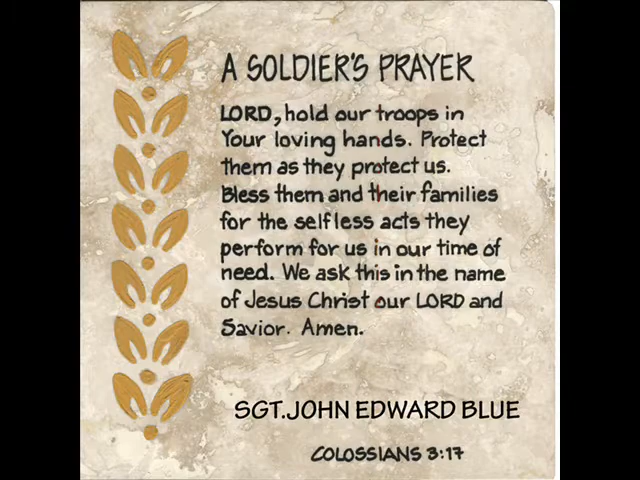 A SOLDIER'S PRAYER
LORD, hold our troops in
Your loving hands. Protect
them as they protect us.
Bless them and their families
for the selfless acts they
perform for us in our time of
need. We ask this in the name
of Jesus Christ our LORD and
Savior. Amen.
SGT.JOHN EDWARD BLUE
COLOSSIANS 3:17